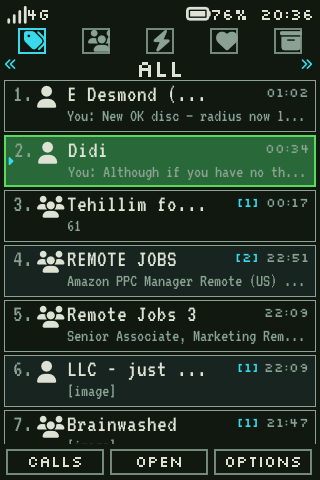 4G 76% 20:36
« »
ALL
1. E Desmond (... 01:02
You: New OK disc - radius now l...
2. Didi 00:34
You: Although if you have no th...
3. Tehillim fo... [1] 00:17
61
4. REMOTE JOBS [2] 22:51
Amazon PPC Manager Remote (US) ...
5. Remote Jobs 3 22:09
Senior Associate, Marketing Rem...
6. LLC - just ... [1] 22:09
[image]
7. Brainwashed [1] 21:47
CALLS OPEN OPTIONS